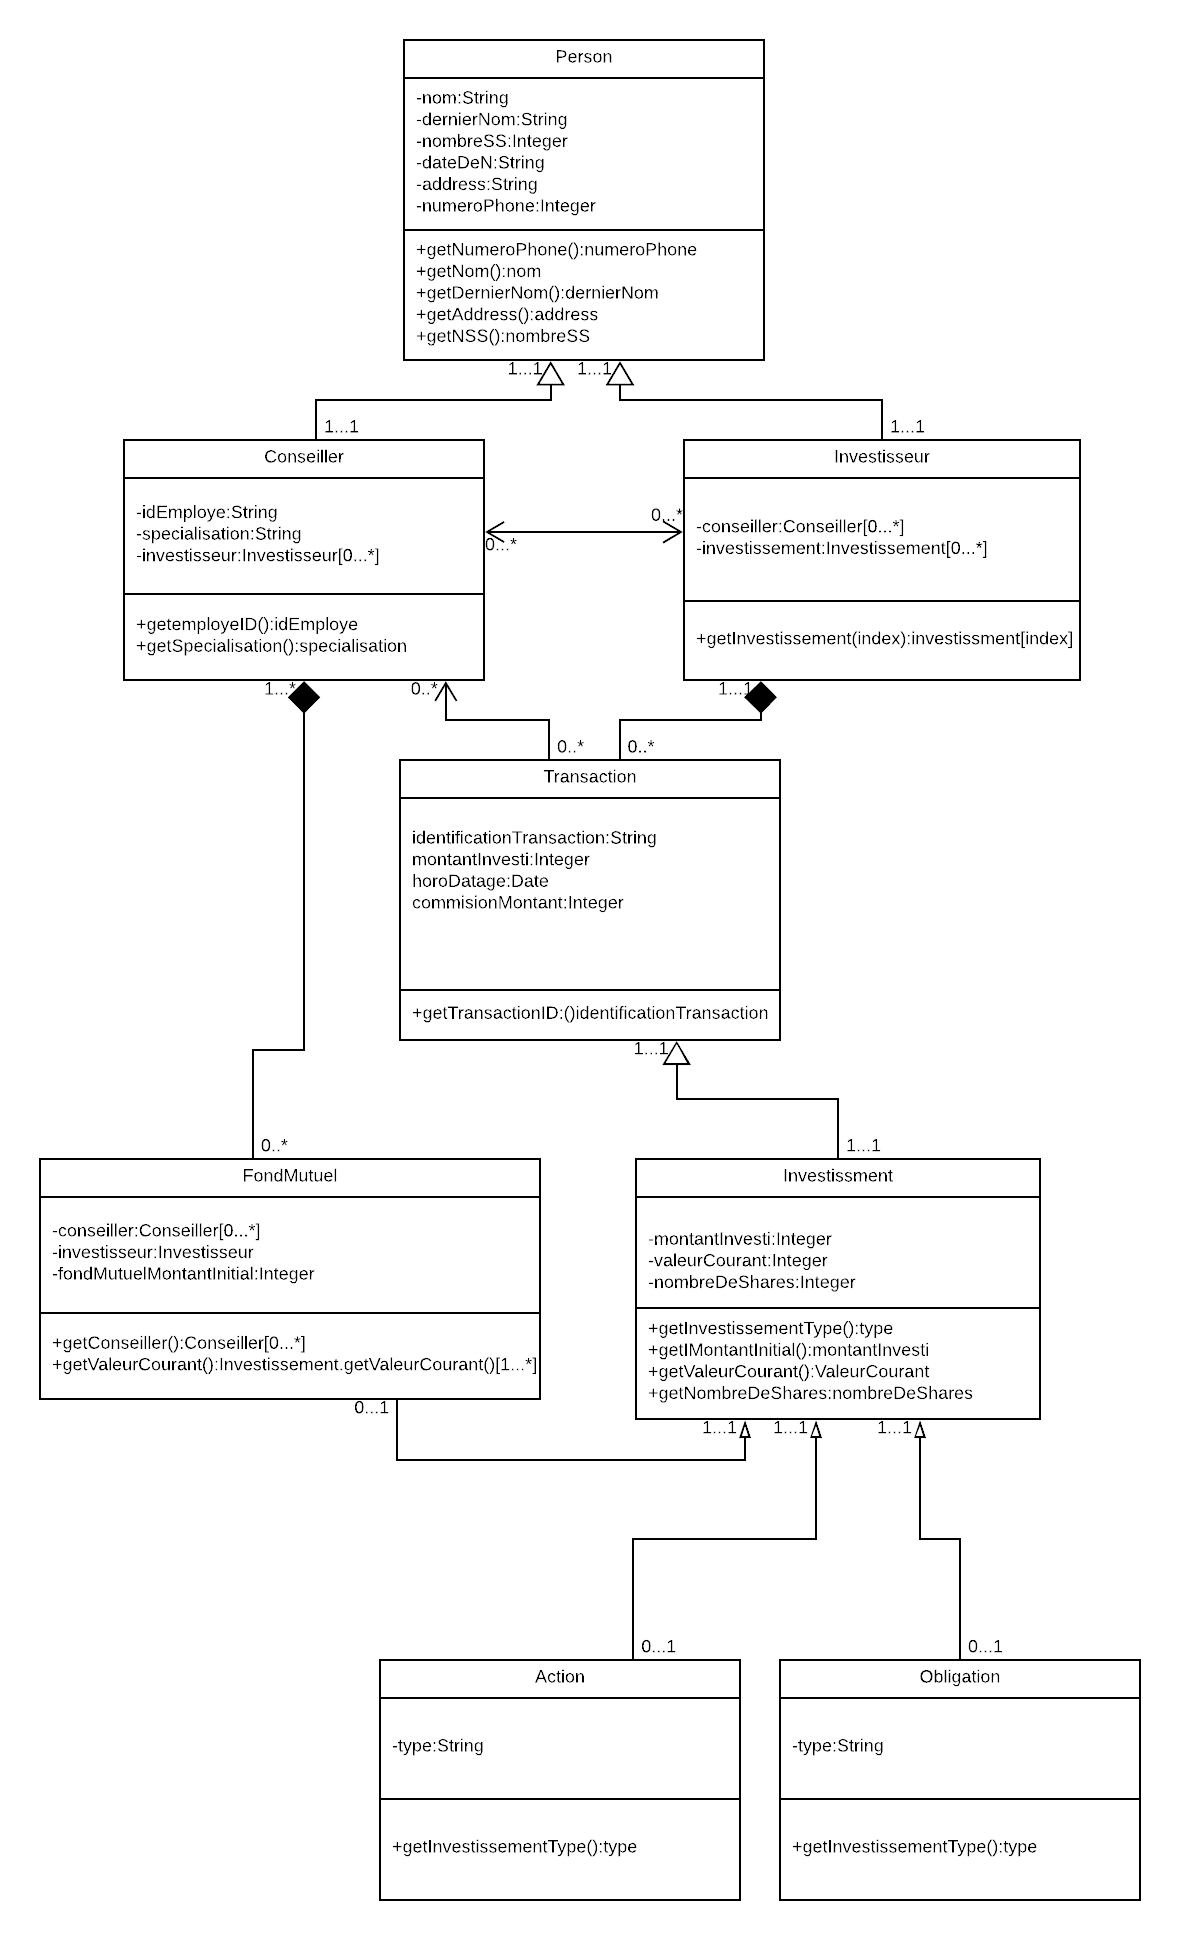 Person
-nom:String
-dernierNom:String
-nombreSS:Integer
-dateDeN:String
-address:String
-numeroPhone:Integer
+getNumeroPhone():numeroPhone
+getNom():nom
+getDernierNom():dernierNom
+getAddress():address
+getNSS():nombreSS
1...1
1...1
1...1
1...1
Conseiller
-idEmploye:String
-specialisation:String
-investisseur:Investisseur[0...*]
+getemployeID():idEmploye
+getSpecialisation():specialisation
0...*
0...*
Investisseur
-conseiller:Conseiller[0...*]
-investissement:Investissement[0...*]
+getInvestissement(index):investissment[index]
1...*
0..*
1...1
0..*
0..*
Transaction
identificationTransaction:String
montantInvesti:Integer
horoDatage:Date
commisionMontant:Integer
+getTransactionID:()identificationTransaction
1...1
0..*
1...1
FondMutuel
-conseiller:Conseiller[0...*]
-investisseur:Investisseur
-fondMutuelMontantInitial:Integer
+getConseiller():Conseiller[0...*]
+getValeurCourant():Investissement.getValeurCourant()[1...*]
0...1
Investissment
-montantInvesti:Integer
-valeurCourant:Integer
-nombreDeShares:Integer
+getInvestissementType():type
+getIMontantInitial():montantInvesti
+getValeurCourant():ValeurCourant
+getNombreDeShares:nombreDeShares
1...1
1...1
1...1
0...1
0...1
Action
-type:String
+getInvestissementType():type
Obligation
-type:String
+getInvestissementType():type